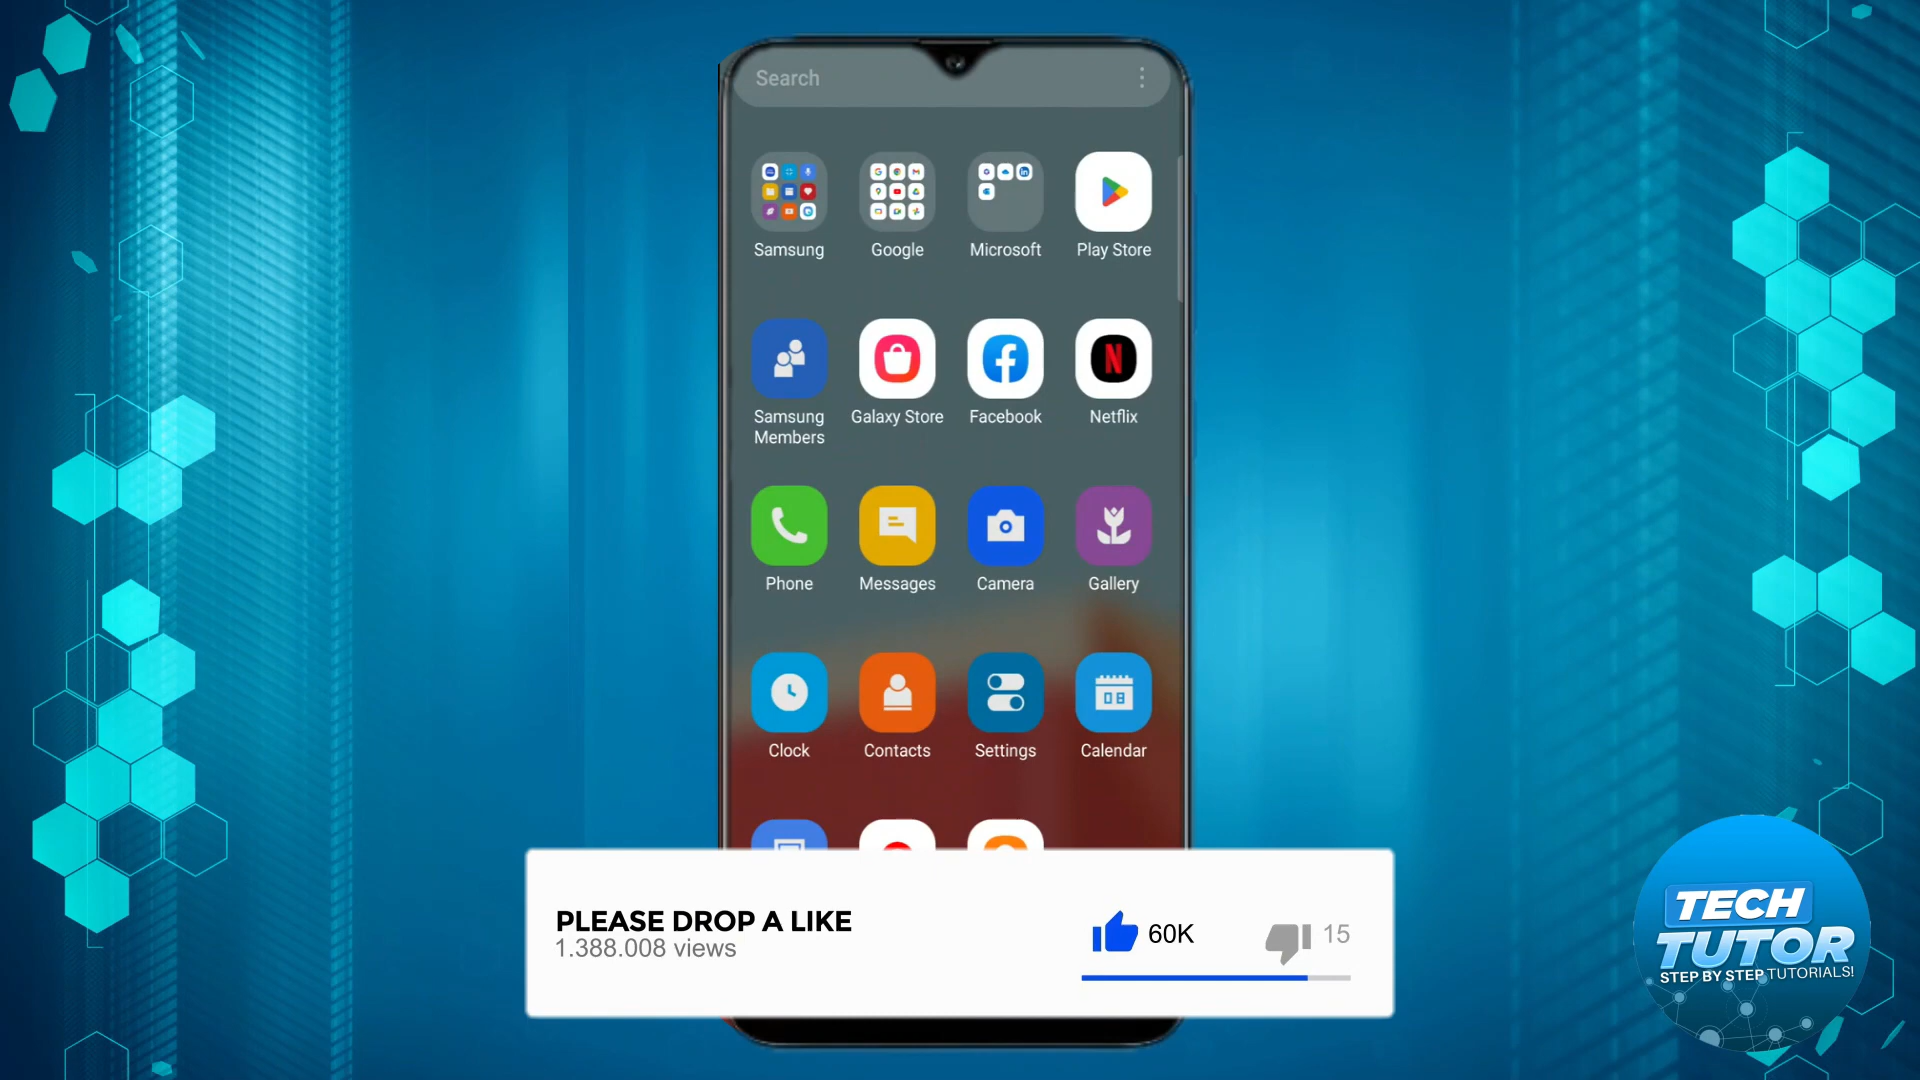 Search
Samsung
Google
Microsoft
Play Store
Samsung
Members
Galaxy Store
Facebook
Netflix
Phone
Messages
Camera
Gallery
Clock
Contacts
Settings
08
Calendar
PLEASE DROP A LIKE
1.388.008 views
60K
15
TECH
TUTOR
STEP BY STEP TUTORIALS!